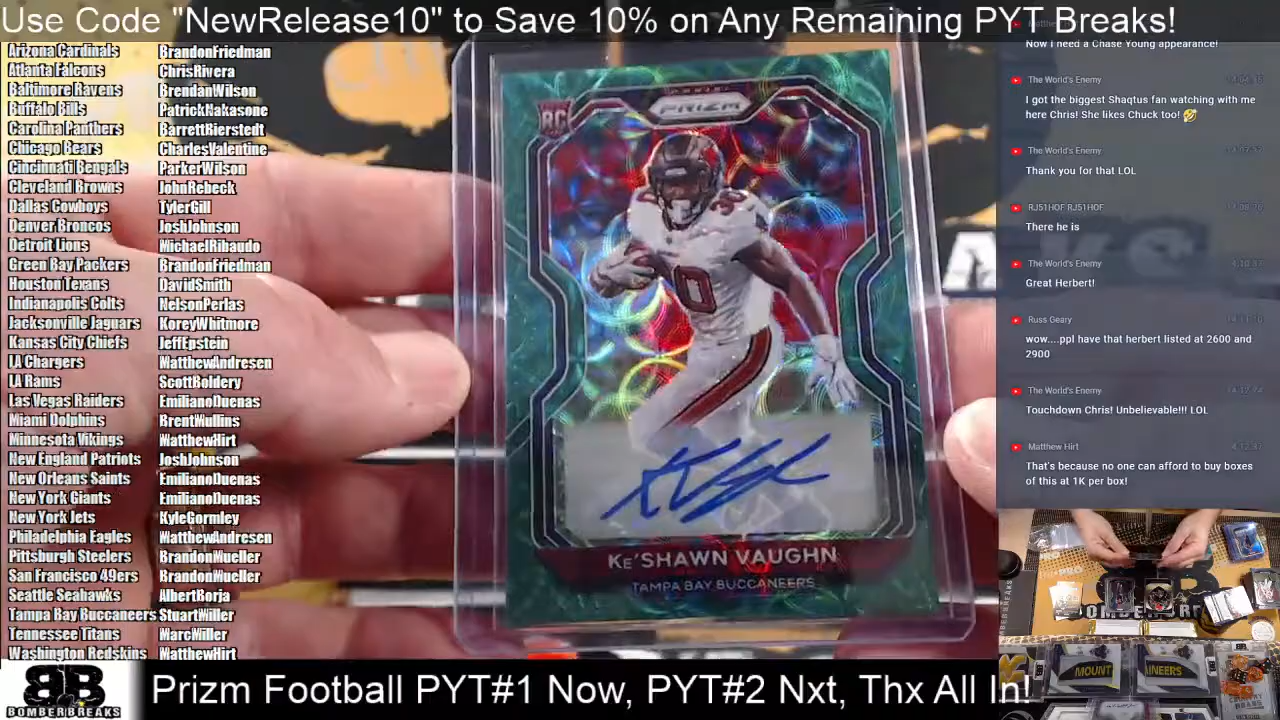 Use Code "NewRelease10" to Save 10% on Any Remaining PYT Breaks!
Arizona Cardinals BrandonFriedman
Atlanta Falcons ChrisRivera
Baltimore Ravens BrendanWilson
Buffalo Bills PatrickNakasone
Carolina Panthers BarrettBierstedt
Chicago Bears CharlesValentine
Cincinnati Bengals ParkerWilson
Cleveland Browns JohnRebeck
Dallas Cowboys TylerGill
Denver Broncos JoshJohnson
Detroit Lions MichaelRibaudo
Green Bay Packers BrandonFriedman
Houston Texans DavidSmith
Indianapolis Colts NelsonPerlas
Jacksonville Jaguars KoreyWhitmore
Kansas City Chiefs JeffEpstein
LA Chargers MatthewAndresen
LA Rams ScottBoldery
Las Vegas Raiders EmilianoDuenas
Miami Dolphins BrentMullins
Minnesota Vikings MatthewHirt
New England Patriots JoshJohnson
New Orleans Saints EmilianoDuenas
New York Giants EmilianoDuenas
New York Jets KyleGormley
Philadelphia Eagles MatthewAndresen
Pittsburgh Steelers BrandonMueller
San Francisco 49ers BrandonMueller
Seattle Seahawks AlbertBorja
Tampa Bay Buccaneers StuartMiller
Tennessee Titans MarcMiller
Washington Redskins MatthewHirt
RC
PRIZM
30
KE'SHAWN VAUGHN
TAMPA BAY BUCCANEERS
Now I need a Chase Young appearance!
The World's Enemy
I got the biggest Shaqtus fan watching with me
here Chris! She likes Chuck too! 🤣
The World's Enemy
Thank you for that LOL
RJ51HOF RJ51HOF
There he is
The World's Enemy
Great Herbert!
Russ Geary
wow....ppl have that herbert listed at 2600 and
2900
The World's Enemy
Touchdown Chris! Unbelievable!!! LOL
Matthew Hirt
That's because no one can afford to buy boxes
of this at 1K per box!
MOUNT
AINEERS
BB
BOMBERBREAKS
Prizm Football PYT#1 Now, PYT#2 Nxt, Thx All In!